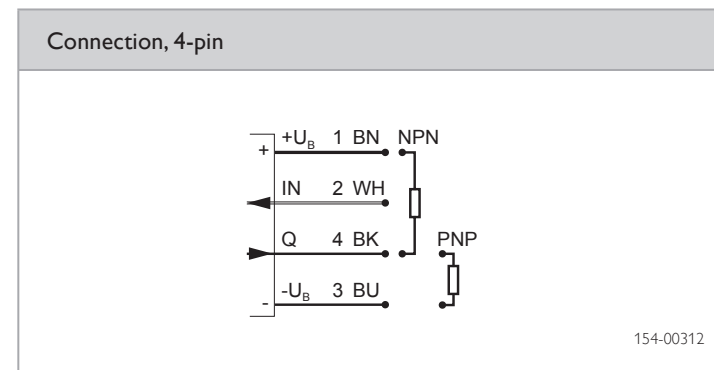 Connection, 4-pin
+U_B 1 BN NPN
+
IN 2 WH
Q 4 BK PNP
-U_B 3 BU
-
154-00312